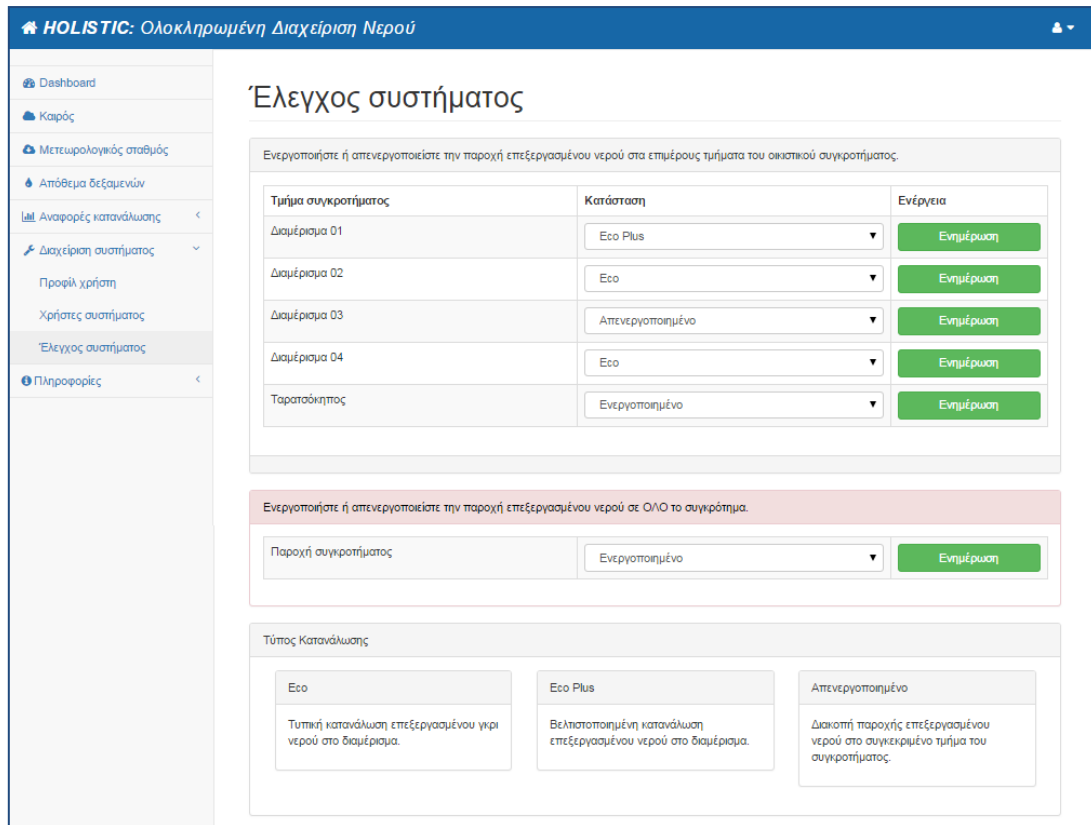 HOLISTIC: Ολοκληρωμένη Διαχείριση Νερού
Dashboard
Καιρός
Μετεωρολογικός σταθμός
Απόθεμα δεξαμενών
Αναφορές κατανάλωσης
Διαχείριση συστήματος
Προφίλ χρήστη
Χρήστες συστήματος
Έλεγχος συστήματος
Πληροφορίες
Έλεγχος συστήματος
Ενεργοποιήστε ή απενεργοποιείστε την παροχή επεξεργασμένου νερού στα επιμέρους τμήματα του οικιστικού συγκροτήματος.
Τμήμα συγκροτήματος Κατάσταση Ενέργεια
Διαμέρισμα 01 Eco Plus Ενημέρωση
Διαμέρισμα 02 Eco Ενημέρωση
Διαμέρισμα 03 Απενεργοποιημένο Ενημέρωση
Διαμέρισμα 04 Eco Ενημέρωση
Ταρατσόκηπος Ενεργοποιημένο Ενημέρωση
Ενεργοποιήστε ή απενεργοποιείστε την παροχή επεξεργασμένου νερού σε ΟΛΟ το συγκρότημα.
Παροχή συγκροτήματος Ενεργοποιημένο Ενημέρωση
Τύπος Κατανάλωσης
Eco
Τυπική κατανάλωση επεξεργασμένου γκρι
νερού στο διαμέρισμα.
Eco Plus
Βελτιστοποιημένη κατανάλωση
επεξεργασμένου νερού στο διαμέρισμα.
Απενεργοποιημένο
Διακοπή παροχής επεξεργασμένου
νερού στο συγκεκριμένο τμήμα του
συγκροτήματος.